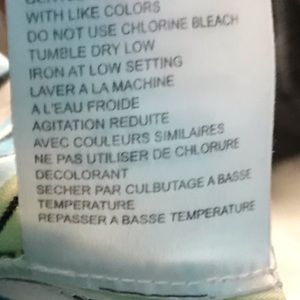 WITH LIKE COLORS
DO NOT USE CHLORINE BLEACH
TUMBLE DRY LOW
IRON AT LOW SETTING
LAVER A LA MACHINE
A L'EAU FROIDE
AGITATION REDUITE
AVEC COULEURS SIMILAIRES
NE PAS UTILISER DE CHLORURE
DECOLORANT
SECHER PAR CULBUTAGE A BASSE
TEMPERATURE
REPASSER A BASSE TEMPERATURE